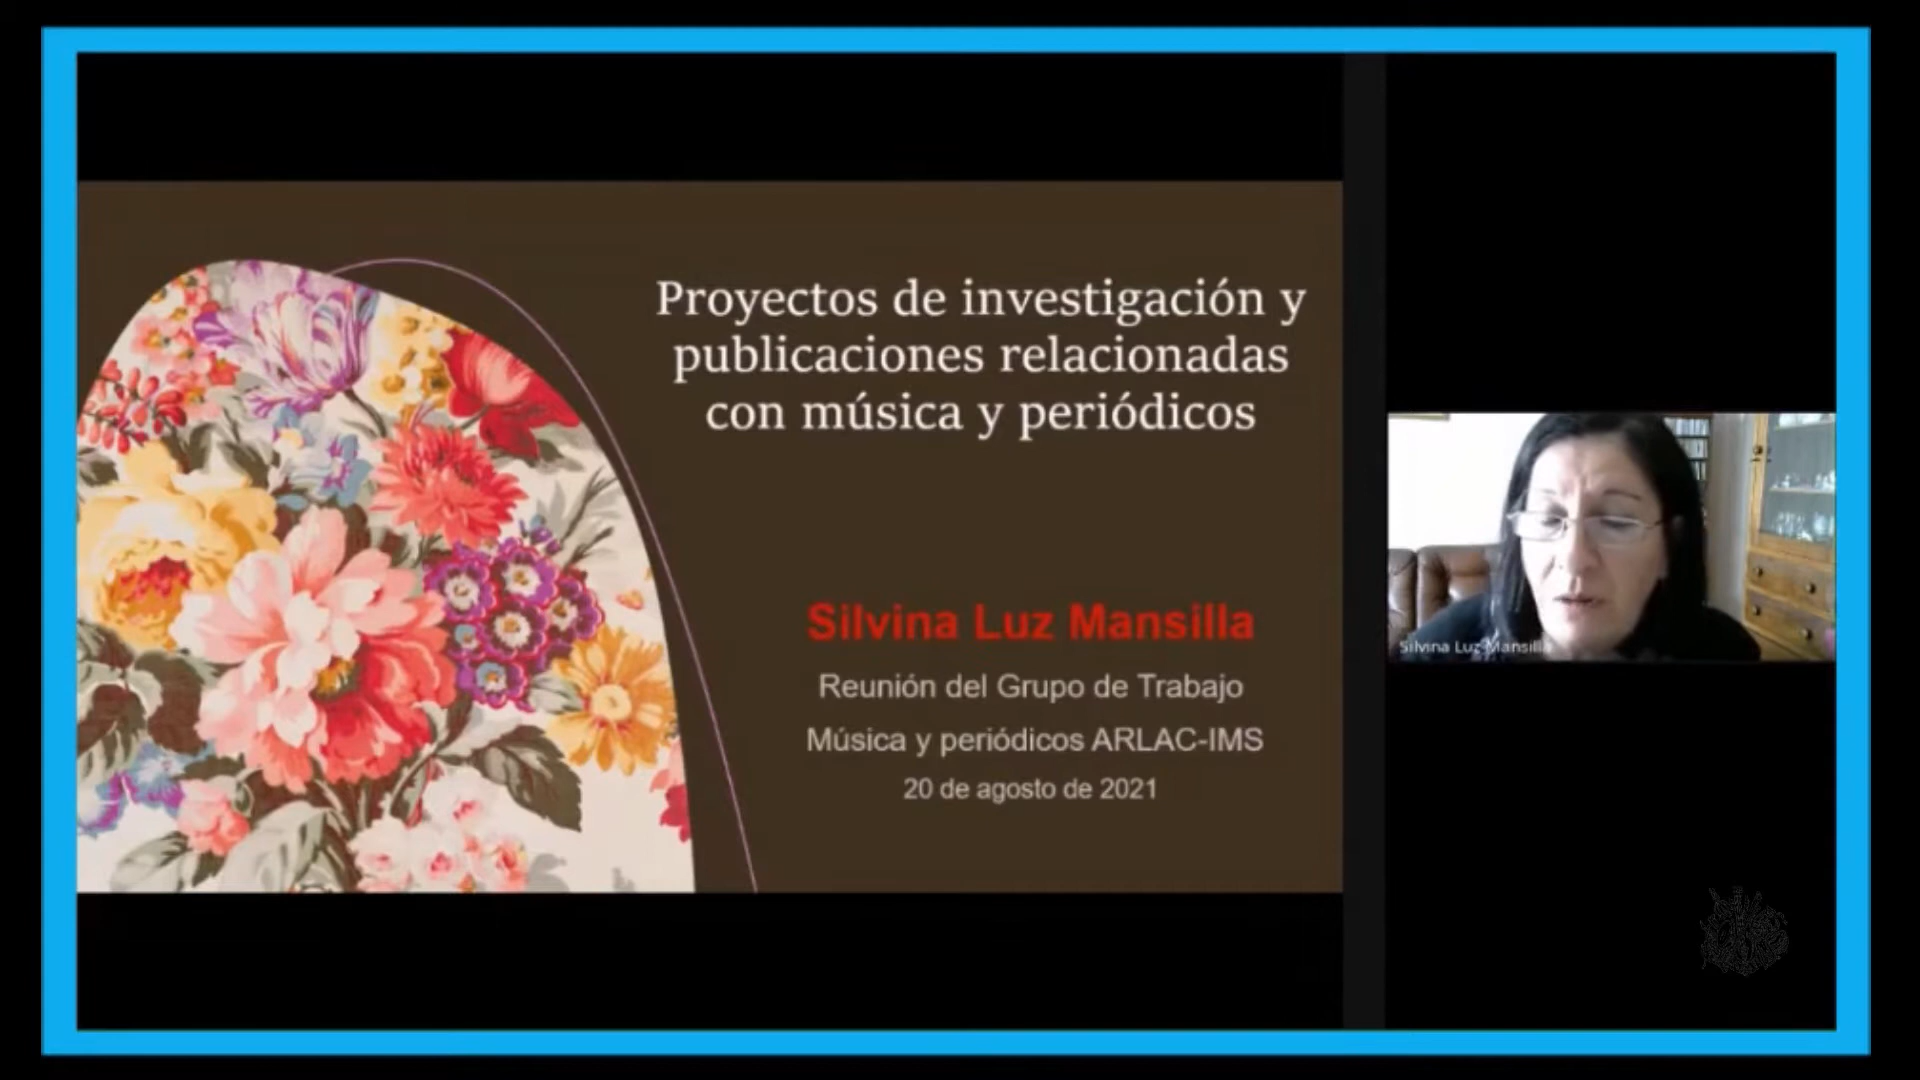 Proyectos de investigación y
publicaciones relacionadas
con música y periódicos
Silvina Luz Mansilla
Reunión del Grupo de Trabajo
Música y periódicos ARLAC-IMS
20 de agosto de 2021
Silvina Luz Mansilla